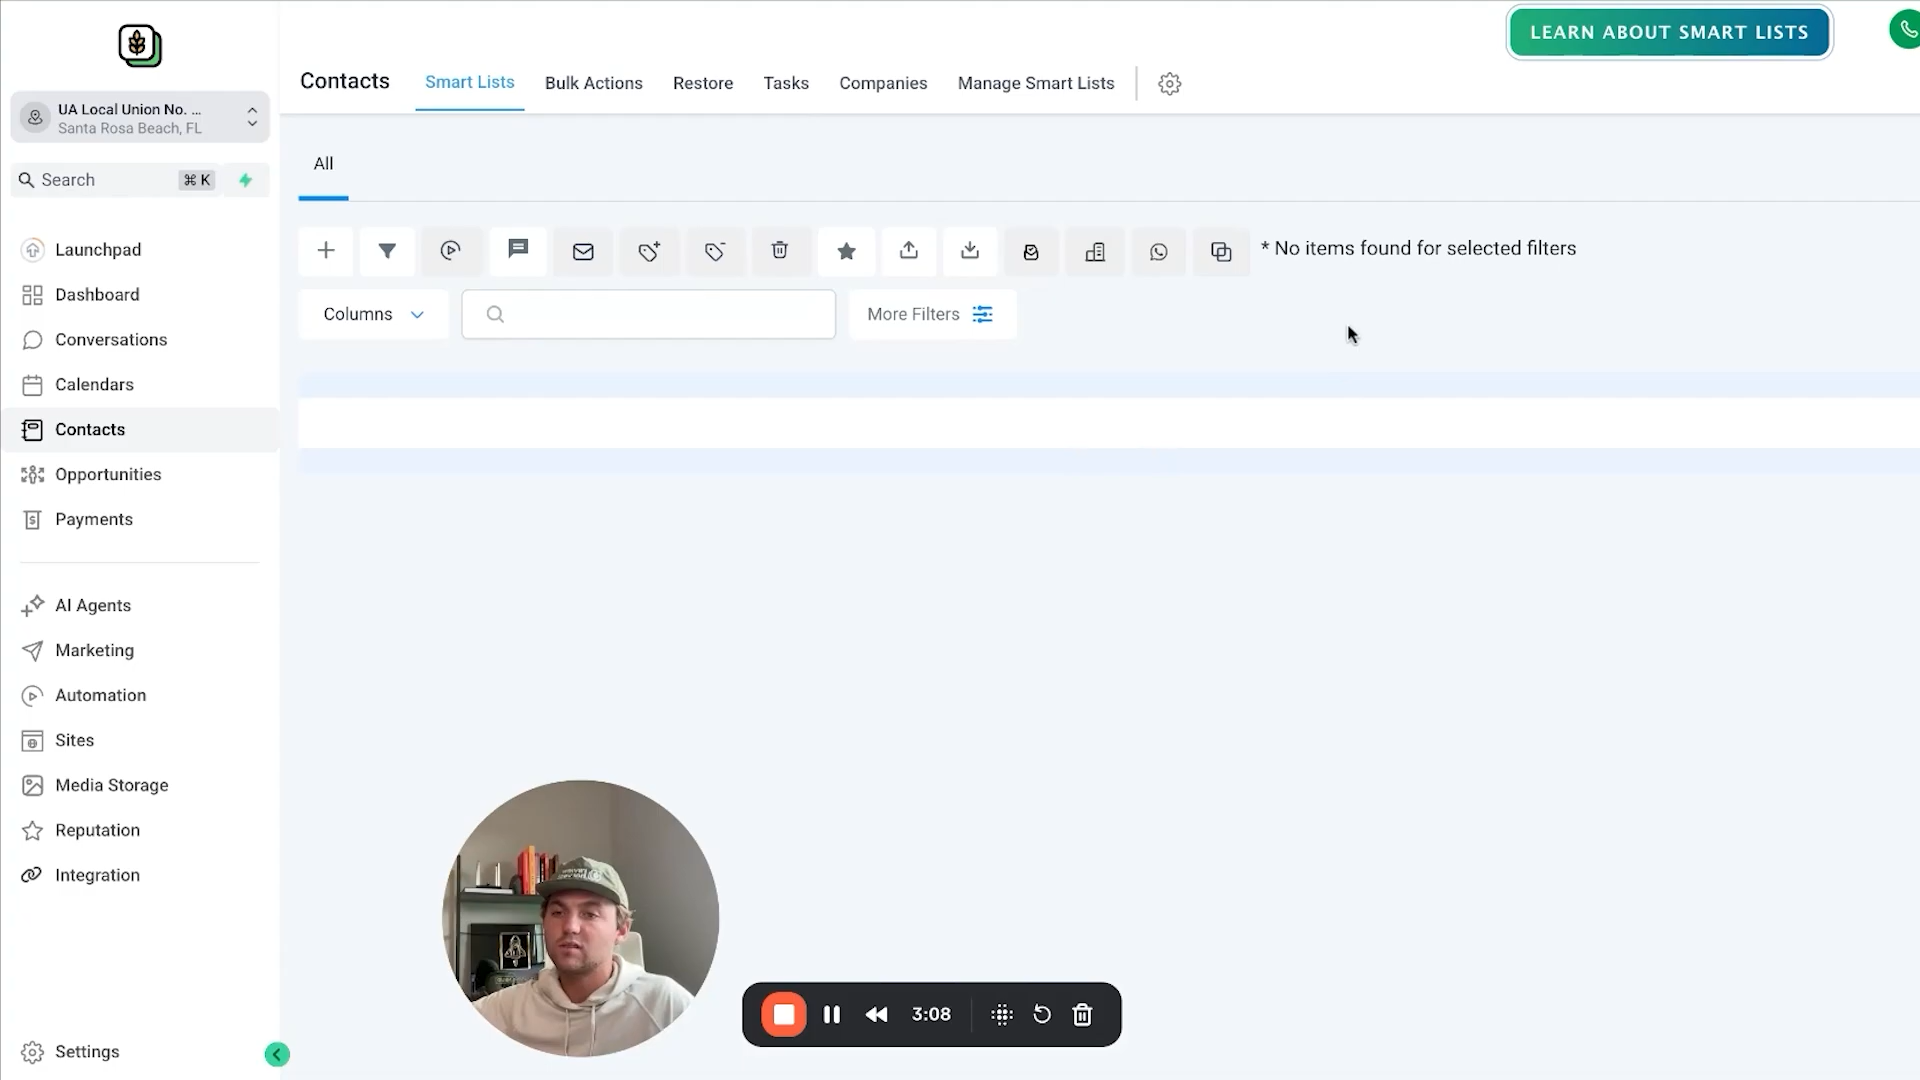 LEARN ABOUT SMART LISTS
Contacts
Smart Lists
Bulk Actions
Restore
Tasks
Companies
Manage Smart Lists
UA Local Union No. ...
Santa Rosa Beach, FL
Search
⌘ K
All
Launchpad
Dashboard
Conversations
Calendars
Contacts
Opportunities
Payments
AI Agents
Marketing
Automation
Sites
Media Storage
Reputation
Integration
Settings
* No items found for selected filters
Columns
More Filters
3:08